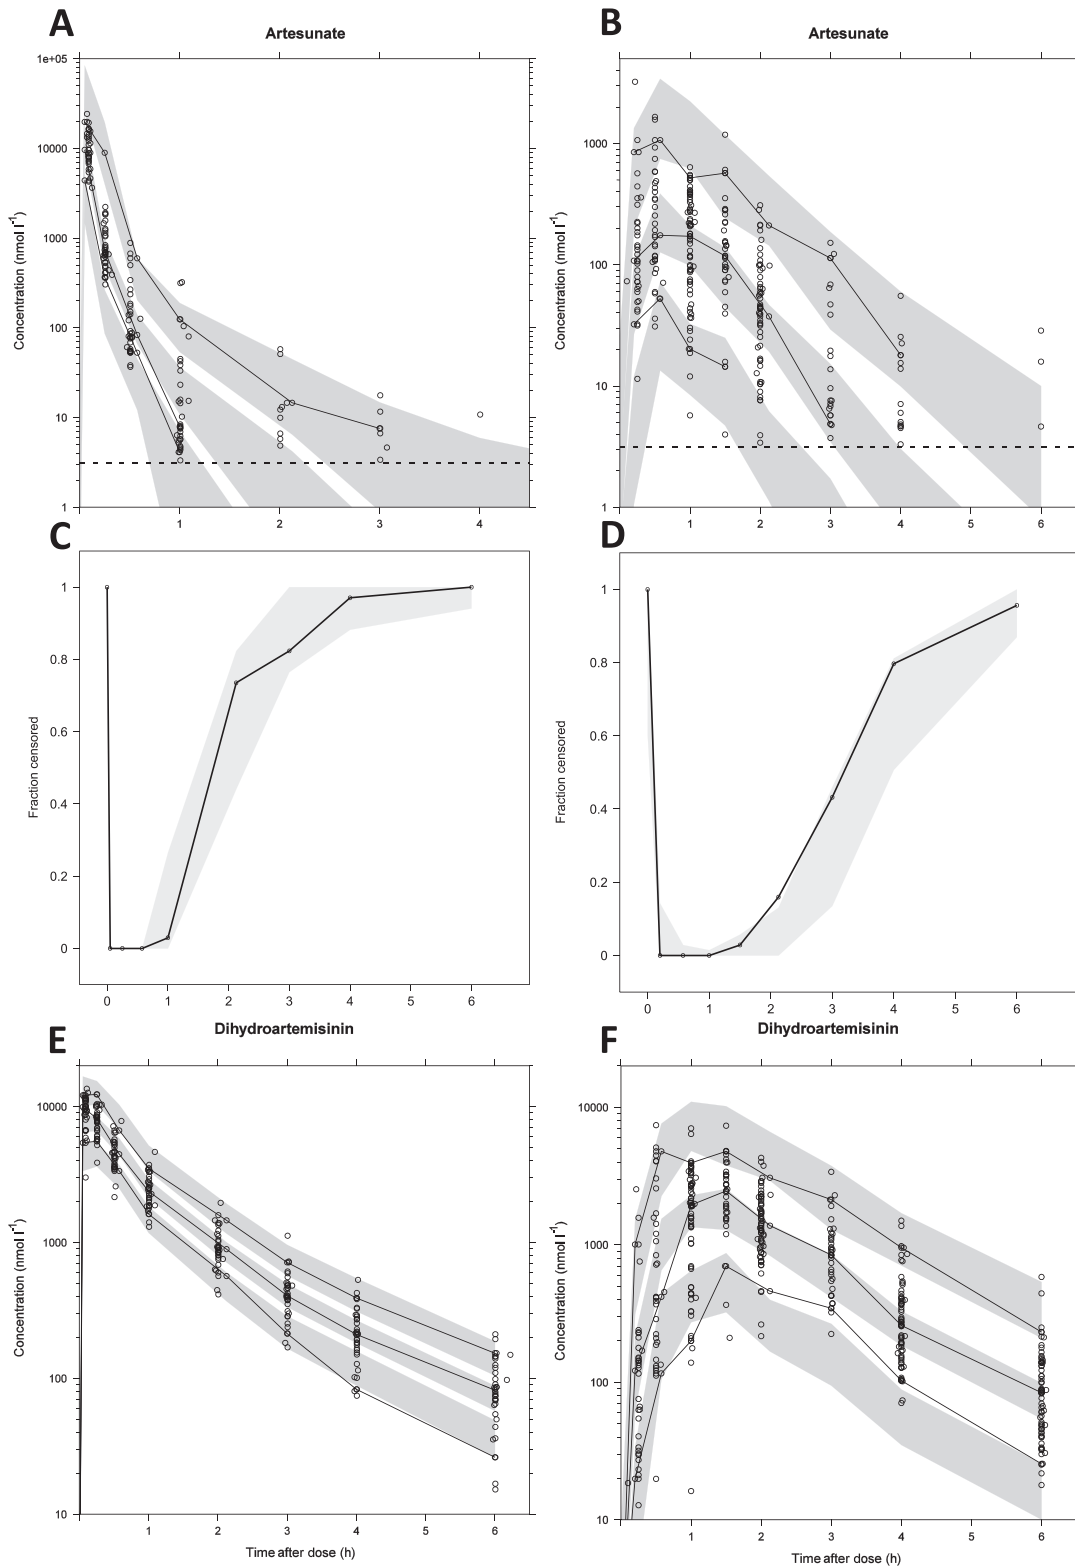 A
Artesunate
1e+05
10000
1000
100
10
1
Concentration (nmol l⁻¹)
1 2 3 4
B
Artesunate
1000
100
10
1
Concentration (nmol l⁻¹)
1 2 3 4 5 6
C
1
0.8
0.6
0.4
0.2
0
Fraction censored
0 1 2 3 4 5 6
D
1
0.8
0.6
0.4
0.2
0
Fraction censored
0 1 2 3 4 5 6
E
Dihydroartemisinin
10000
1000
100
10
Concentration (nmol l⁻¹)
1 2 3 4 5 6
Time after dose (h)
F
Dihydroartemisinin
10000
1000
100
10
Concentration (nmol l⁻¹)
1 2 3 4 5 6
Time after dose (h)